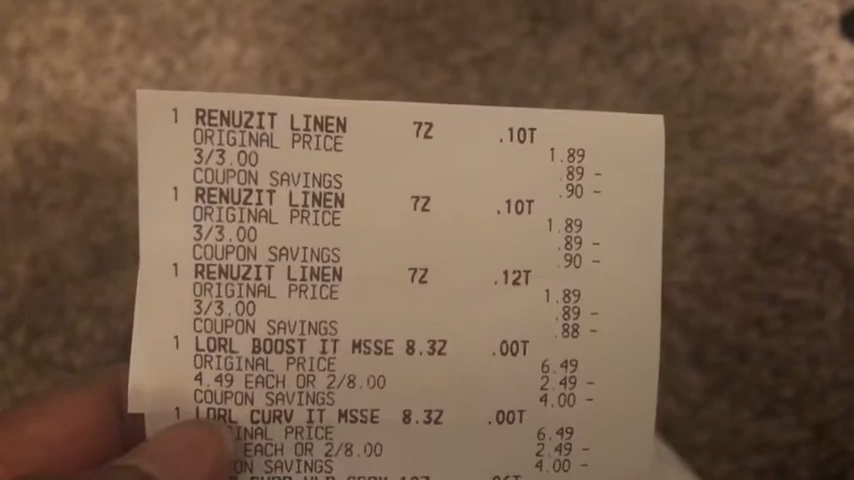 1 RENUZIT LINEN 7Z .10T
ORIGINAL PRICE 1.89
3/3.00 .89 -
COUPON SAVINGS .90 -
1 RENUZIT LINEN 7Z .10T
ORIGINAL PRICE 1.89
3/3.00 .89 -
COUPON SAVINGS .90 -
1 RENUZIT LINEN 7Z .12T
ORIGINAL PRICE 1.89
3/3.00 .89 -
COUPON SAVINGS .88 -
1 LORL BOOST IT MSSE 8.3Z .00T
ORIGINAL PRICE 6.49
4.49 EACH OR 2/8.00 2.49 -
COUPON SAVINGS 4.00 -
1 LORL CURV IT MSSE 8.3Z .00T
INAL PRICE 6.49
EACH OR 2/8.00 2.49 -
ON SAVINGS 4.00 -